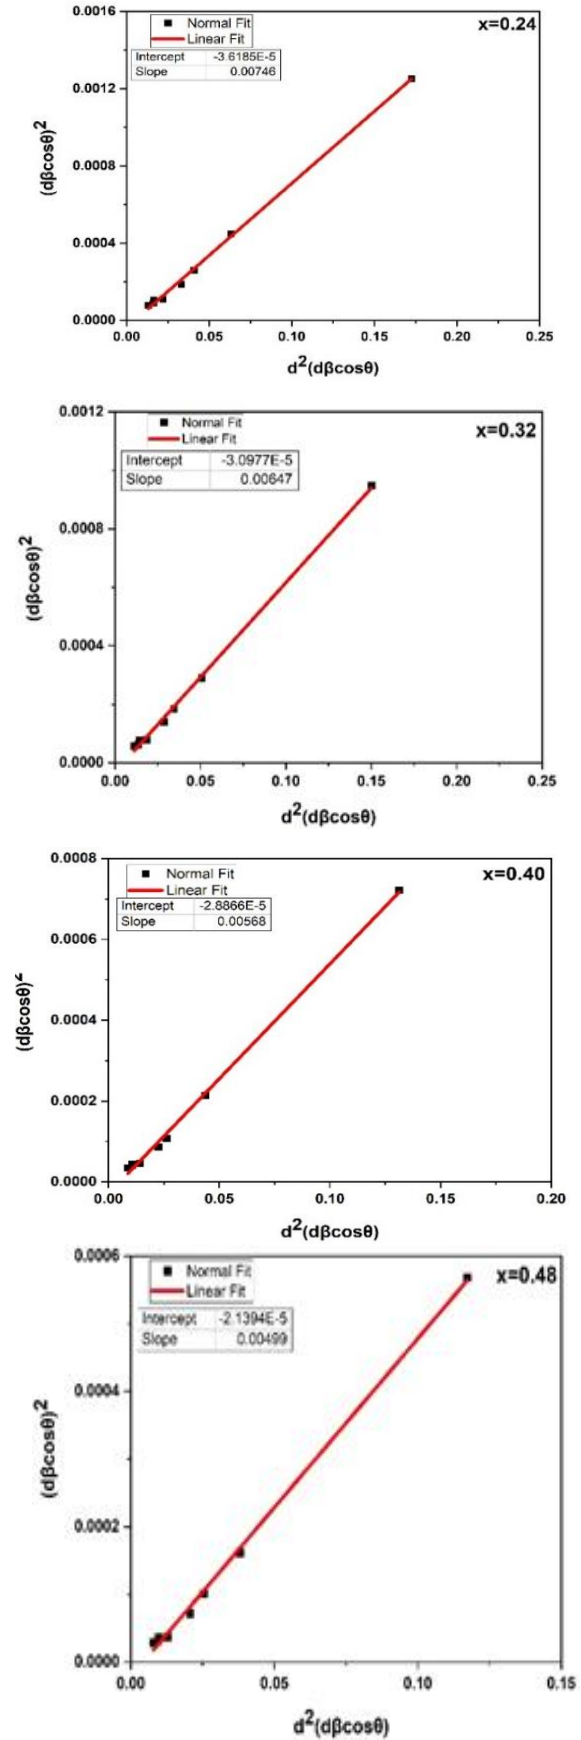 x=0.24
Normal Fit
Linear Fit
Intercept -3.6185E-5
Slope 0.00746
0.0016
0.0012
0.0008
0.0004
0.0000
(dβcosθ)²
0.00 0.05 0.10 0.15 0.20 0.25
d²(dβcosθ)
x=0.32
Normal Fit
Linear Fit
Intercept -3.0977E-5
Slope 0.00647
0.0012
0.0008
0.0004
0.0000
(dβcosθ)²
0.00 0.05 0.10 0.15 0.20 0.25
d²(dβcosθ)
x=0.40
Normal Fit
Linear Fit
Intercept -2.8866E-5
Slope 0.00568
0.0008
0.0006
0.0004
0.0002
0.0000
(dβcosθ)²
0.00 0.05 0.10 0.15 0.20
d²(dβcosθ)
x=0.48
Normal Fit
Linear Fit
Intercept -2.1394E-5
Slope 0.00499
0.0006
0.0004
0.0002
0.0000
(dβcosθ)²
0.00 0.05 0.10 0.15
d²(dβcosθ)